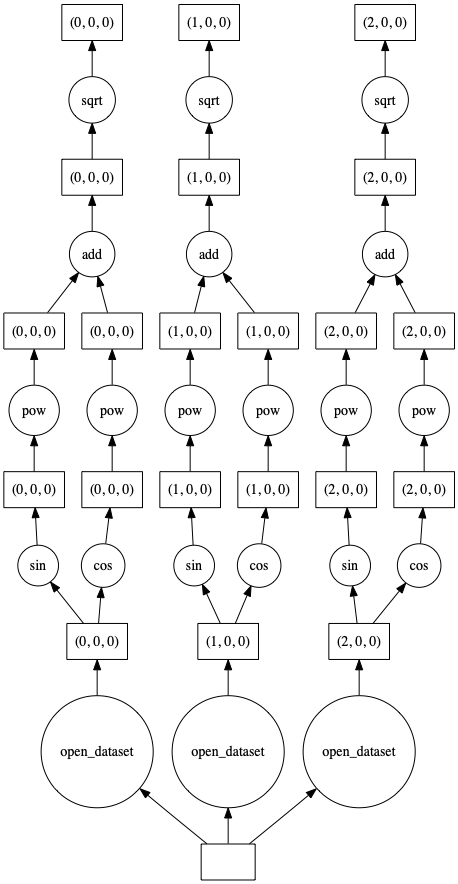 (0, 0, 0) (1, 0, 0) (2, 0, 0)
sqrt sqrt sqrt
(0, 0, 0) (1, 0, 0) (2, 0, 0)
add add add
(0, 0, 0) (0, 0, 0) (1, 0, 0) (1, 0, 0) (2, 0, 0) (2, 0, 0)
pow pow pow pow pow pow
(0, 0, 0) (0, 0, 0) (1, 0, 0) (1, 0, 0) (2, 0, 0) (2, 0, 0)
sin cos sin cos sin cos
(0, 0, 0) (1, 0, 0) (2, 0, 0)
open_dataset open_dataset open_dataset